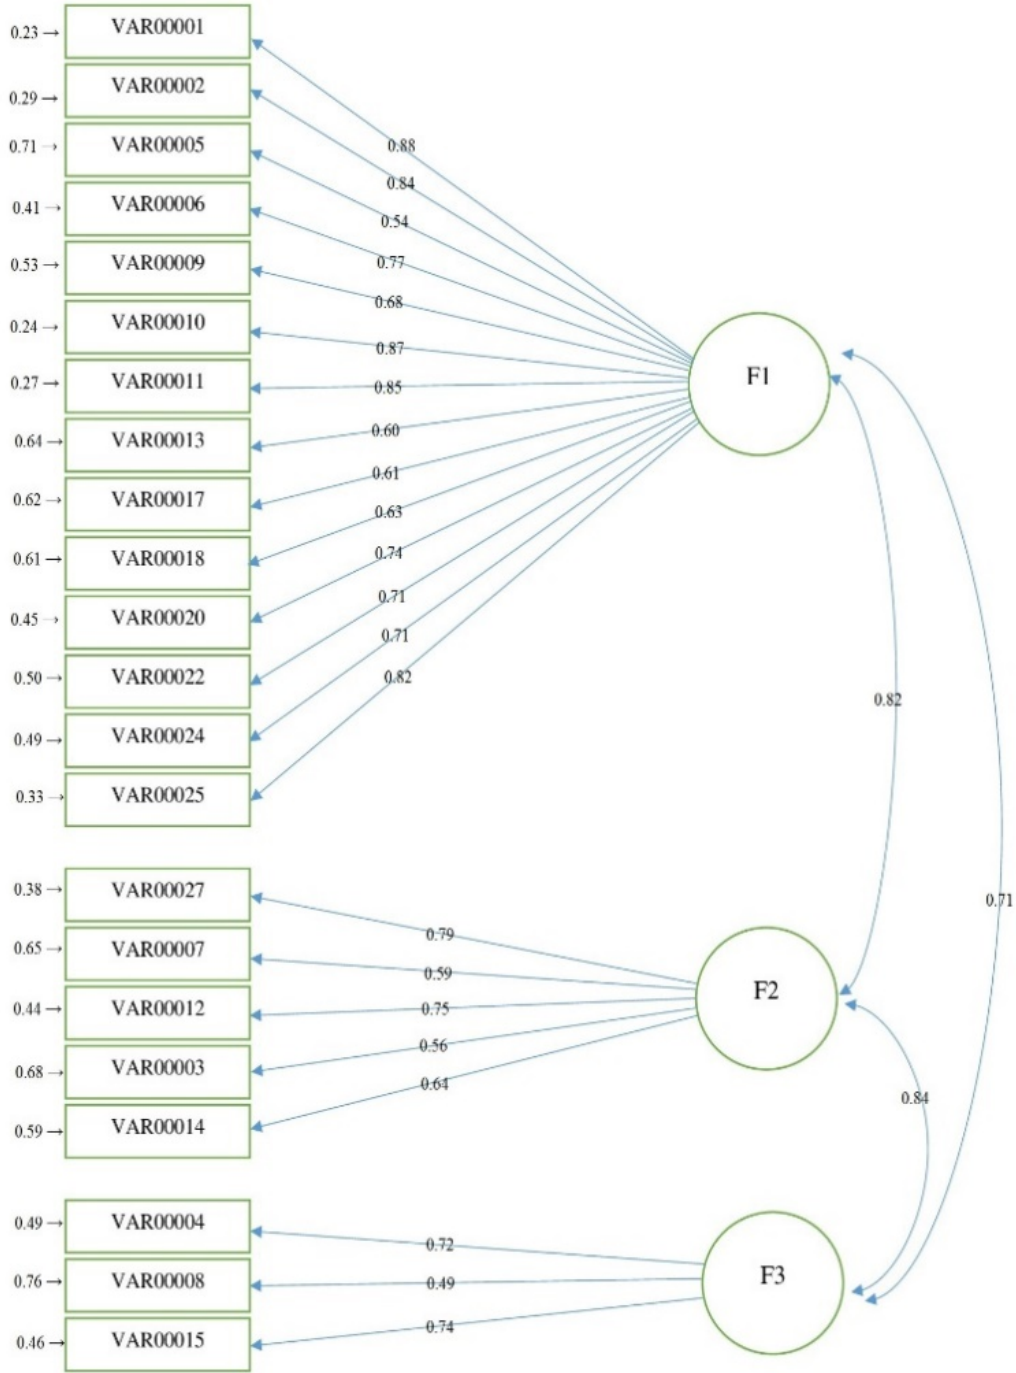 0.23 → VAR00001
0.29 → VAR00002
0.71 → VAR00005
0.41 → VAR00006
0.53 → VAR00009
0.24 → VAR00010
0.27 → VAR00011
0.64 → VAR00013
0.62 → VAR00017
0.61 → VAR00018
0.45 → VAR00020
0.50 → VAR00022
0.49 → VAR00024
0.33 → VAR00025
0.88
0.84
0.54
0.77
0.68
0.87
0.85
0.60
0.61
0.63
0.74
0.71
0.71
0.82
F1
0.82
0.71
0.38 → VAR00027
0.65 → VAR00007
0.44 → VAR00012
0.68 → VAR00003
0.59 → VAR00014
0.79
0.59
0.75
0.56
0.64
F2
0.84
0.49 → VAR00004
0.76 → VAR00008
0.46 → VAR00015
0.72
0.49
0.74
F3